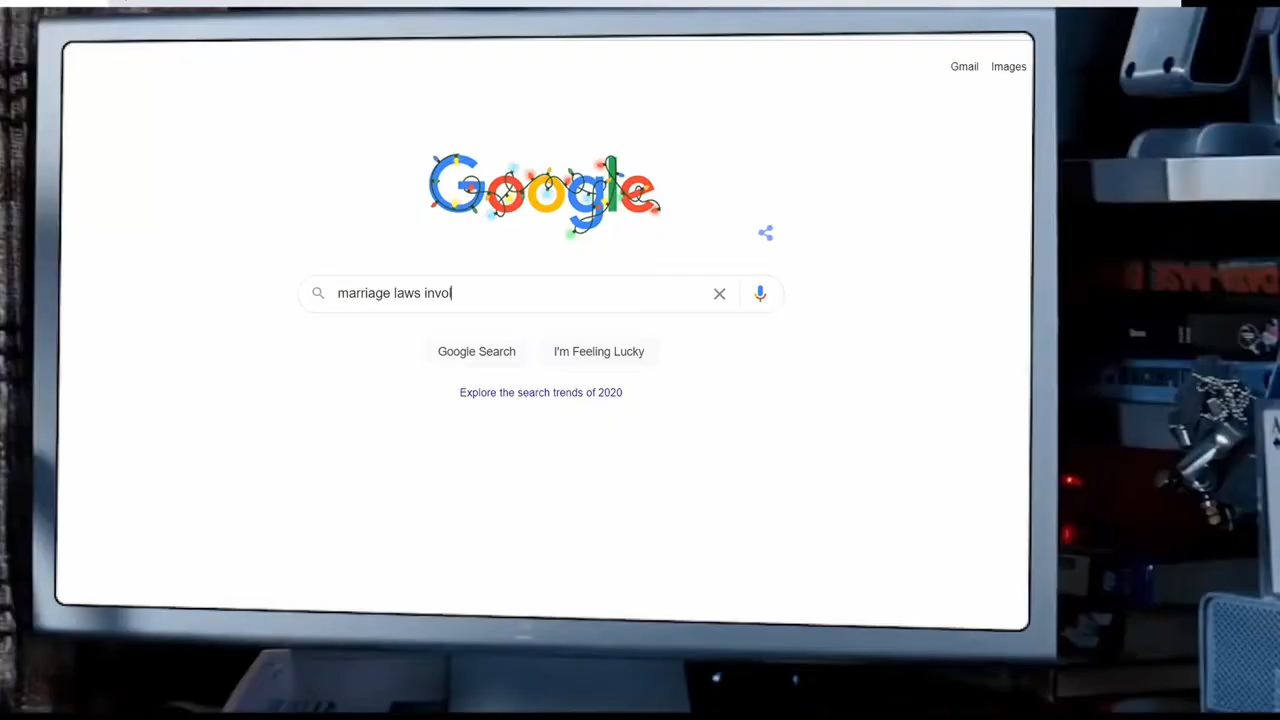 Gmail Images
Google
marriage laws invol
Google Search I'm Feeling Lucky
Explore the search trends of 2020